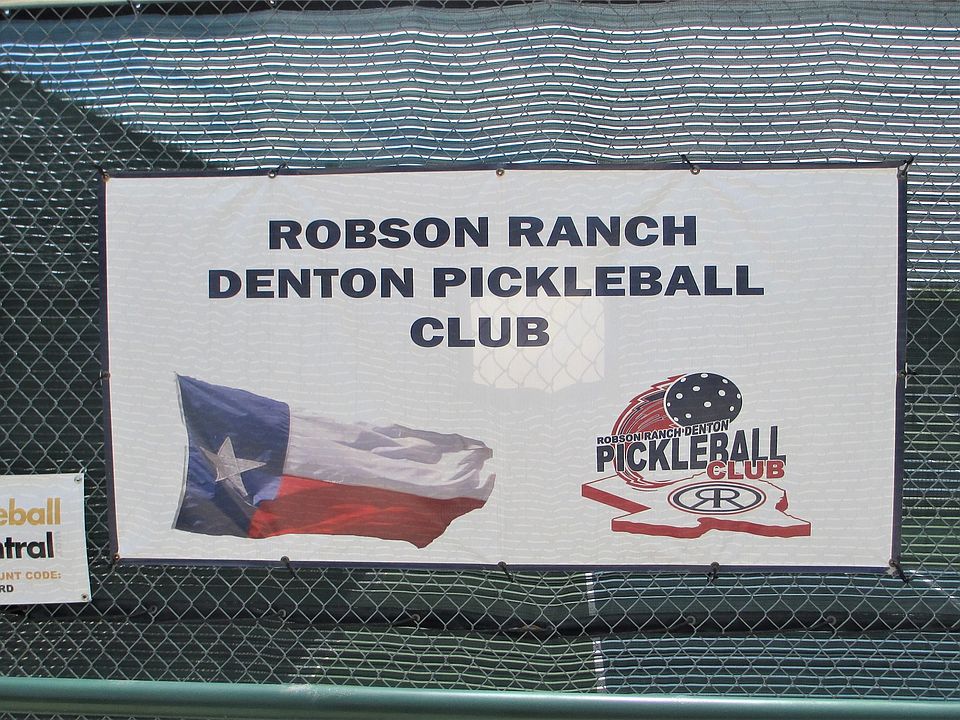 ROBSON RANCH
DENTON PICKLEBALL
CLUB
ROBSON RANCH DENTON
PICKLEBALL
CLUB
RR
eball
ntral
UNT CODE:
RD